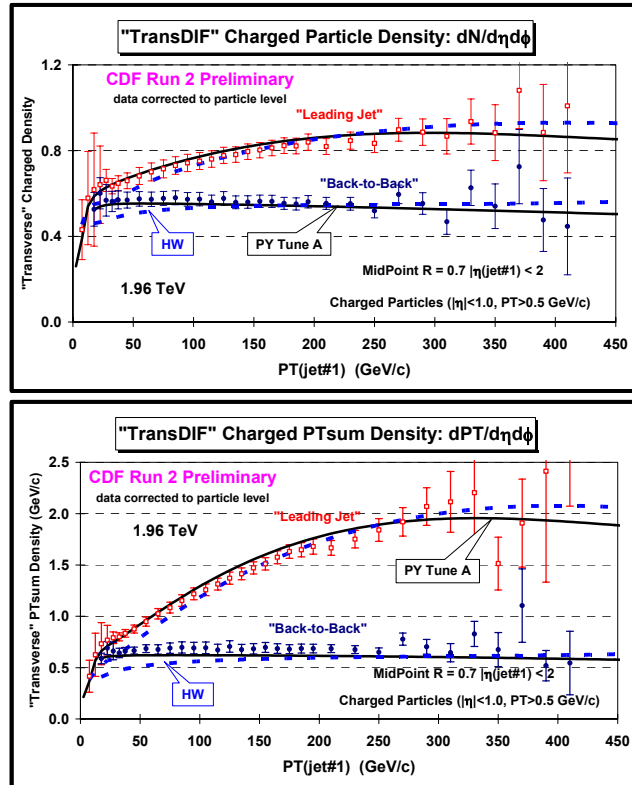 "TransDIF" Charged Particle Density: dN/dηdϕ
CDF Run 2 Preliminary
data corrected to particle level
"Leading Jet"
"Back-to-Back"
HW
PY Tune A
MidPoint R = 0.7 |η(jet#1) < 2
1.96 TeV
Charged Particles (|η|<1.0, PT>0.5 GeV/c)
"Transverse" Charged Density
1.2
0.8
0.4
0.0
0 50 100 150 200 250 300 350 400 450
PT(jet#1) (GeV/c)
"TransDIF" Charged PTsum Density: dPT/dηdϕ
CDF Run 2 Preliminary
data corrected to particle level
1.96 TeV
"Leading Jet"
PY Tune A
"Back-to-Back"
HW
MidPoint R = 0.7 |η(jet#1) < 2
Charged Particles (|η|<1.0, PT>0.5 GeV/c)
"Transverse" PTsum Density (GeV/c)
2.5
2.0
1.5
1.0
0.5
0.0
0 50 100 150 200 250 300 350 400 450
PT(jet#1) (GeV/c)